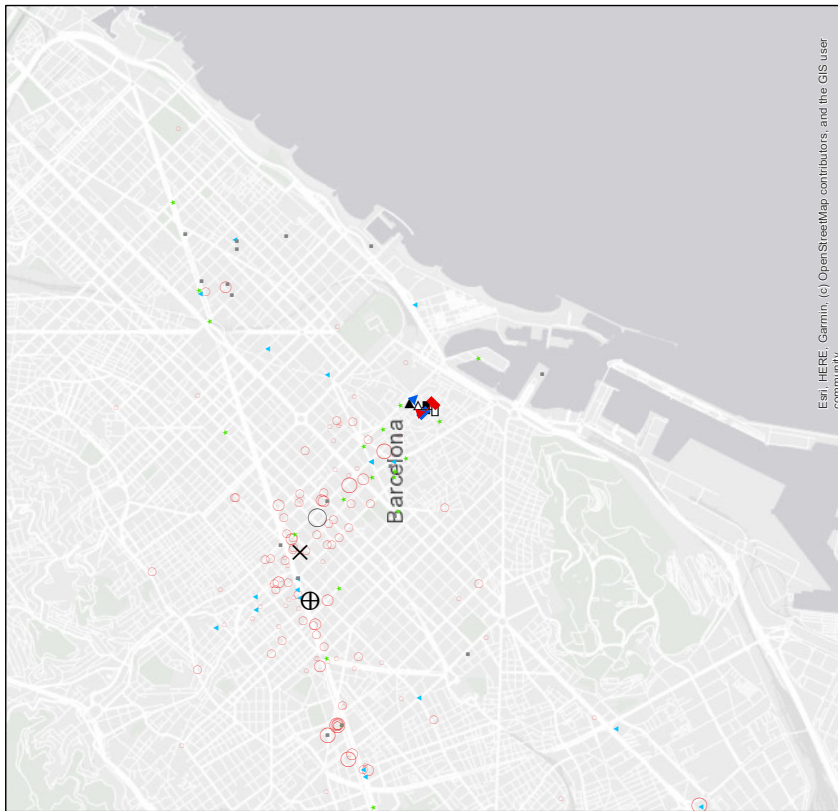 Barcelona
Esri, HERE, Garmin, (c) OpenStreetMap contributors, and the GIS user
community